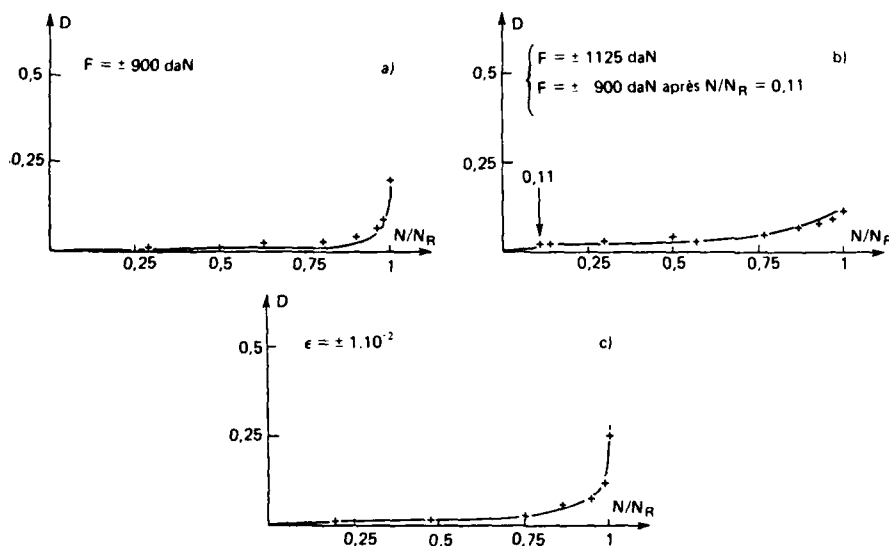 D
F = ± 900 daN
a)
0,5
0,25
N/N_R
0,25
0,5
0,75
1
D
F = ± 1125 daN
F = ± 900 daN après N/N_R = 0,11
b)
0,5
0,25
0,11
N/N_R
0,25
0,5
0,75
1
D
ϵ = ± 1.10⁻²
c)
0,5
0,25
N/N_R
0,25
0,5
0,75
1